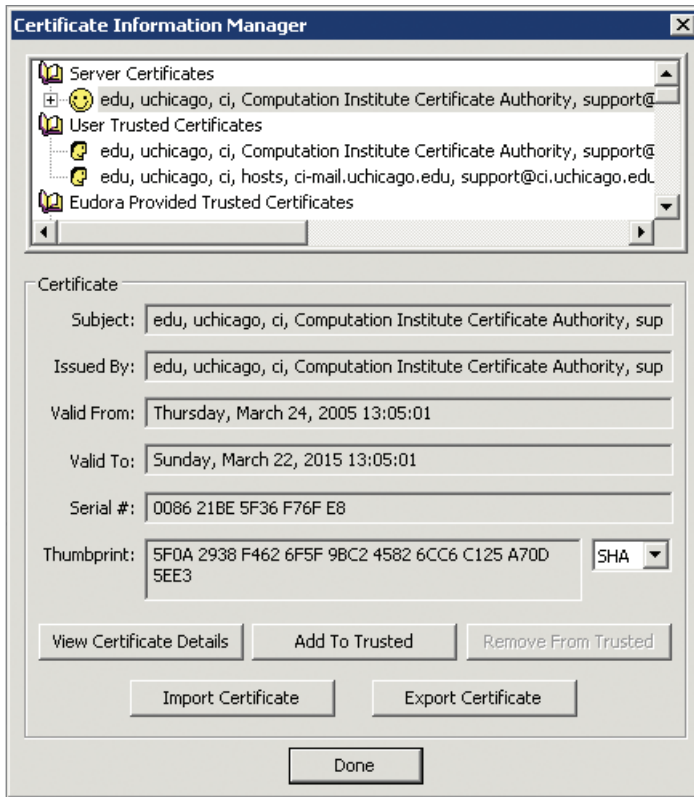 Certificate Information Manager
Server Certificates
edu, uchicago, ci, Computation Institute Certificate Authority, support@
User Trusted Certificates
edu, uchicago, ci, Computation Institute Certificate Authority, support@
edu, uchicago, ci, hosts, ci-mail.uchicago.edu, support@ci.uchicago.edu
Eudora Provided Trusted Certificates
Certificate
Subject: edu, uchicago, ci, Computation Institute Certificate Authority, sup
Issued By: edu, uchicago, ci, Computation Institute Certificate Authority, sup
Valid From: Thursday, March 24, 2005 13:05:01
Valid To: Sunday, March 22, 2015 13:05:01
Serial #: 0086 21BE 5F36 F76F E8
Thumbprint: 5F0A 2938 F462 6F5F 9BC2 4582 6CC6 C125 A70D SHA
5EE3
View Certificate Details Add To Trusted Remove From Trusted
Import Certificate Export Certificate
Done